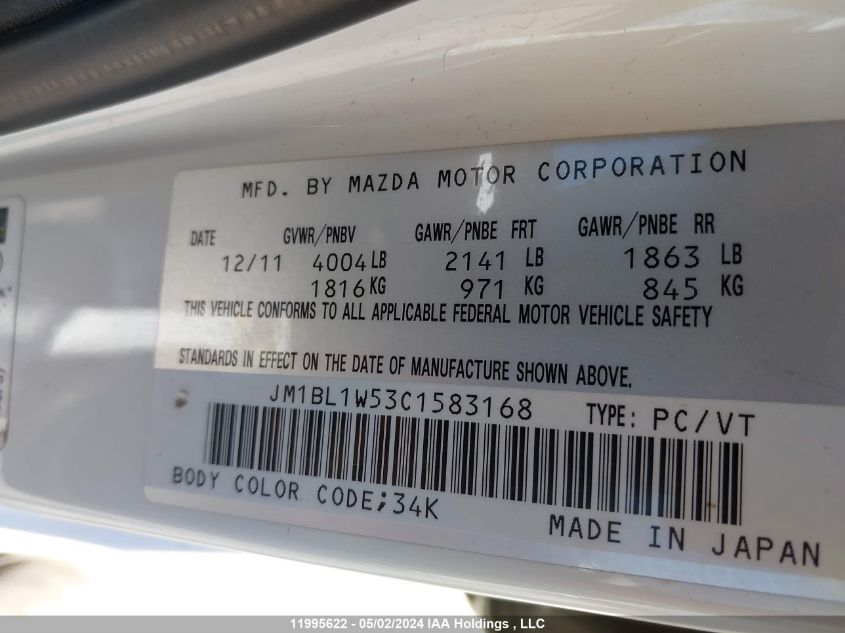 MFD. BY MAZDA MOTOR CORPORATION
DATE GVWR/PNBV GAWR/PNBE FRT GAWR/PNBE RR
12/11 4004 LB 2141 LB 1863 LB
1816 KG 971 KG 845 KG
THIS VEHICLE CONFORMS TO ALL APPLICABLE FEDERAL MOTOR VEHICLE SAFETY
STANDARDS IN EFFECT ON THE DATE OF MANUFACTURE SHOWN ABOVE.
JM1BL1W53C1583168 TYPE: PC/VT
BODY COLOR CODE;34K
MADE IN JAPAN
11995622 - 05/02/2024 IAA Holdings , LLC